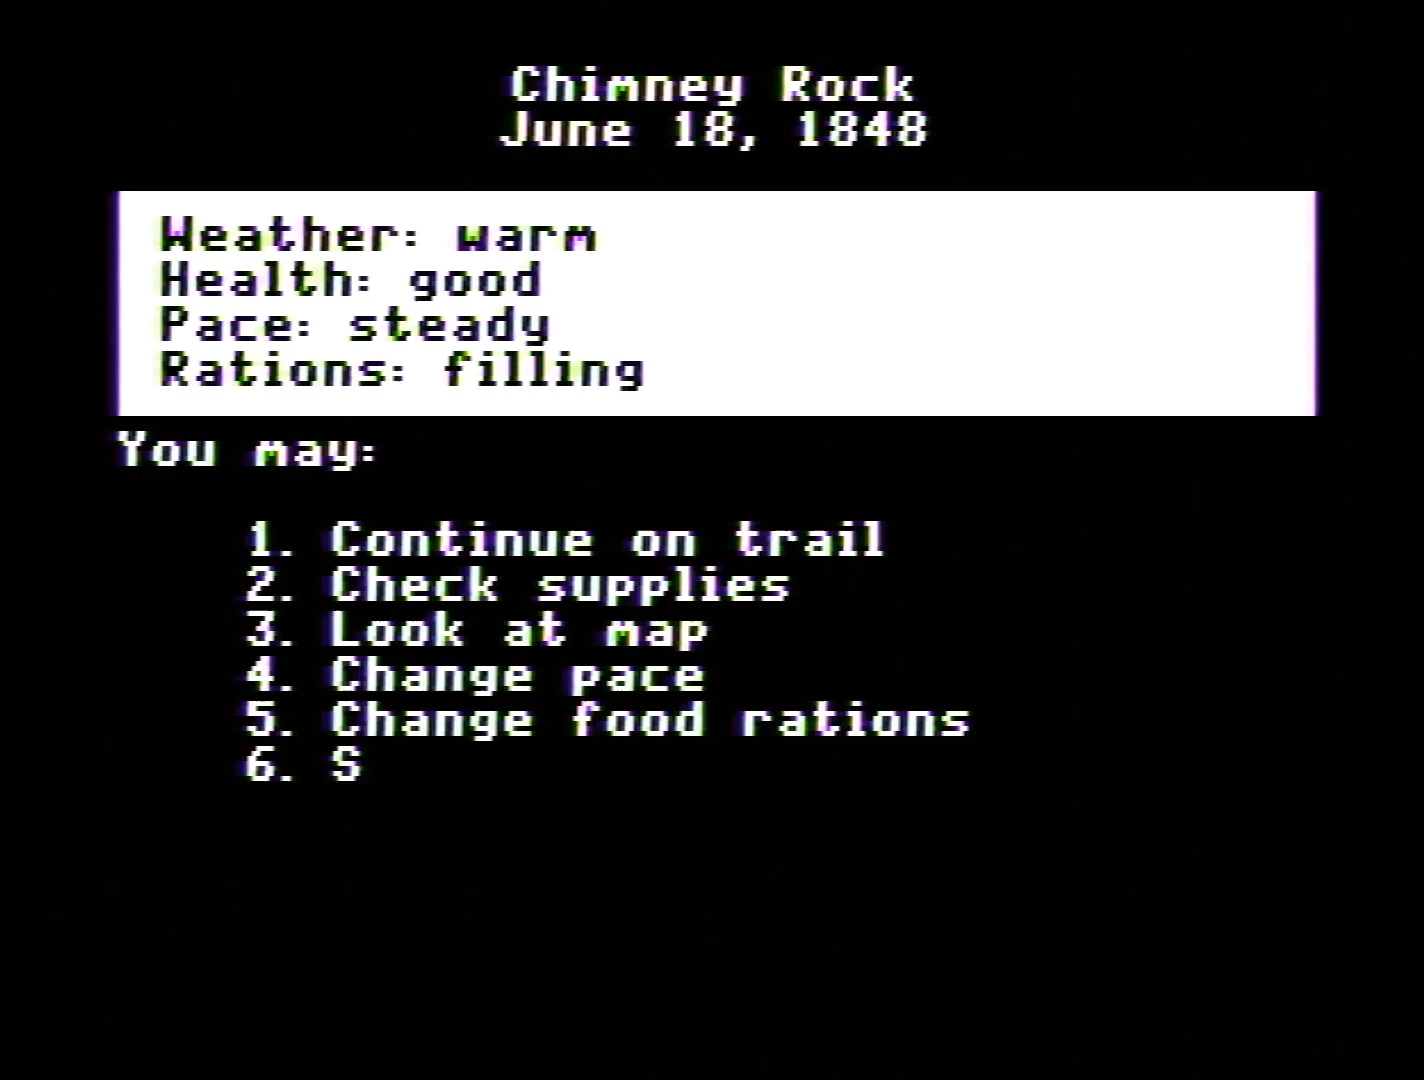 Chimney Rock
June 18, 1848
Weather: warm
Health: good
Pace: steady
Rations: filling
You may:
1. Continue on trail
2. Check supplies
3. Look at map
4. Change pace
5. Change food rations
6. S